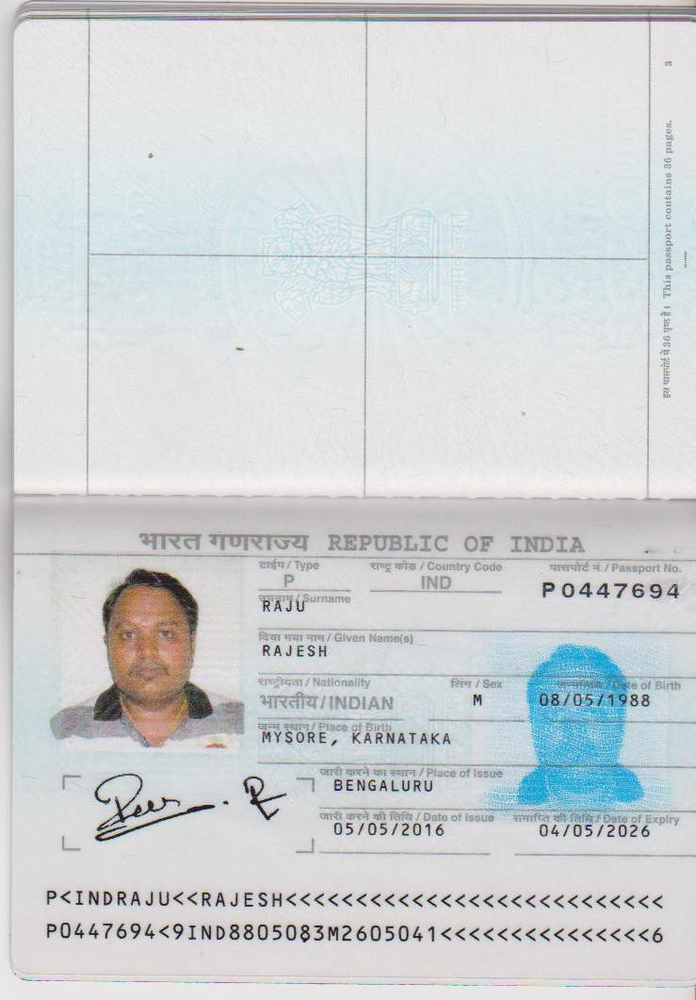 3
इस पासपोर्ट में 36 पृष्ठ हैं। This passport contains 36 pages.
भारत गणराज्य REPUBLIC OF INDIA
टाईप / Type राष्ट्र कोड / Country Code पासपोर्ट नं. / Passport No.
P IND P0447694
उपनाम / Surname
RAJU
दिया गया नाम / Given Name(s)
RAJESH
राष्ट्रीयता / Nationality लिंग / Sex जन्मतिथि / Date of Birth
भारतीय / INDIAN M 08/05/1988
जन्म स्थान / Place of Birth
MYSORE, KARNATAKA
जारी करने का स्थान / Place of Issue
BENGALURU
जारी करने की तिथि / Date of Issue समाप्ति की तिथि / Date of Expiry
05/05/2016 04/05/2026
P<INDRAJU<<RAJESH<<<<<<<<<<<<<<<<<<<<<<<<<<<
P0447694<9IND8805083M2605041<<<<<<<<<<<<<<<6